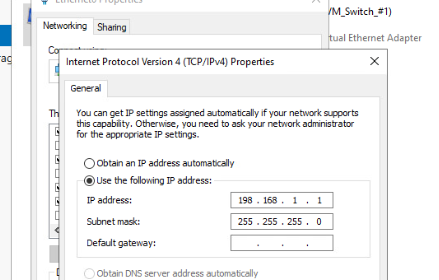 Ethernet0 Properties
VM_Switch_#1)
Networking
Sharing
tual Ethernet Adapter
Internet Protocol Version 4 (TCP/IPv4) Properties
General
You can get IP settings assigned automatically if your network supports
this capability. Otherwise, you need to ask your network administrator
for the appropriate IP settings.
Obtain an IP address automatically
Use the following IP address:
IP address:
198 . 168 . 1 . 1
Subnet mask:
255 . 255 . 255 . 0
Default gateway:
. . .
Obtain DNS server address automatically